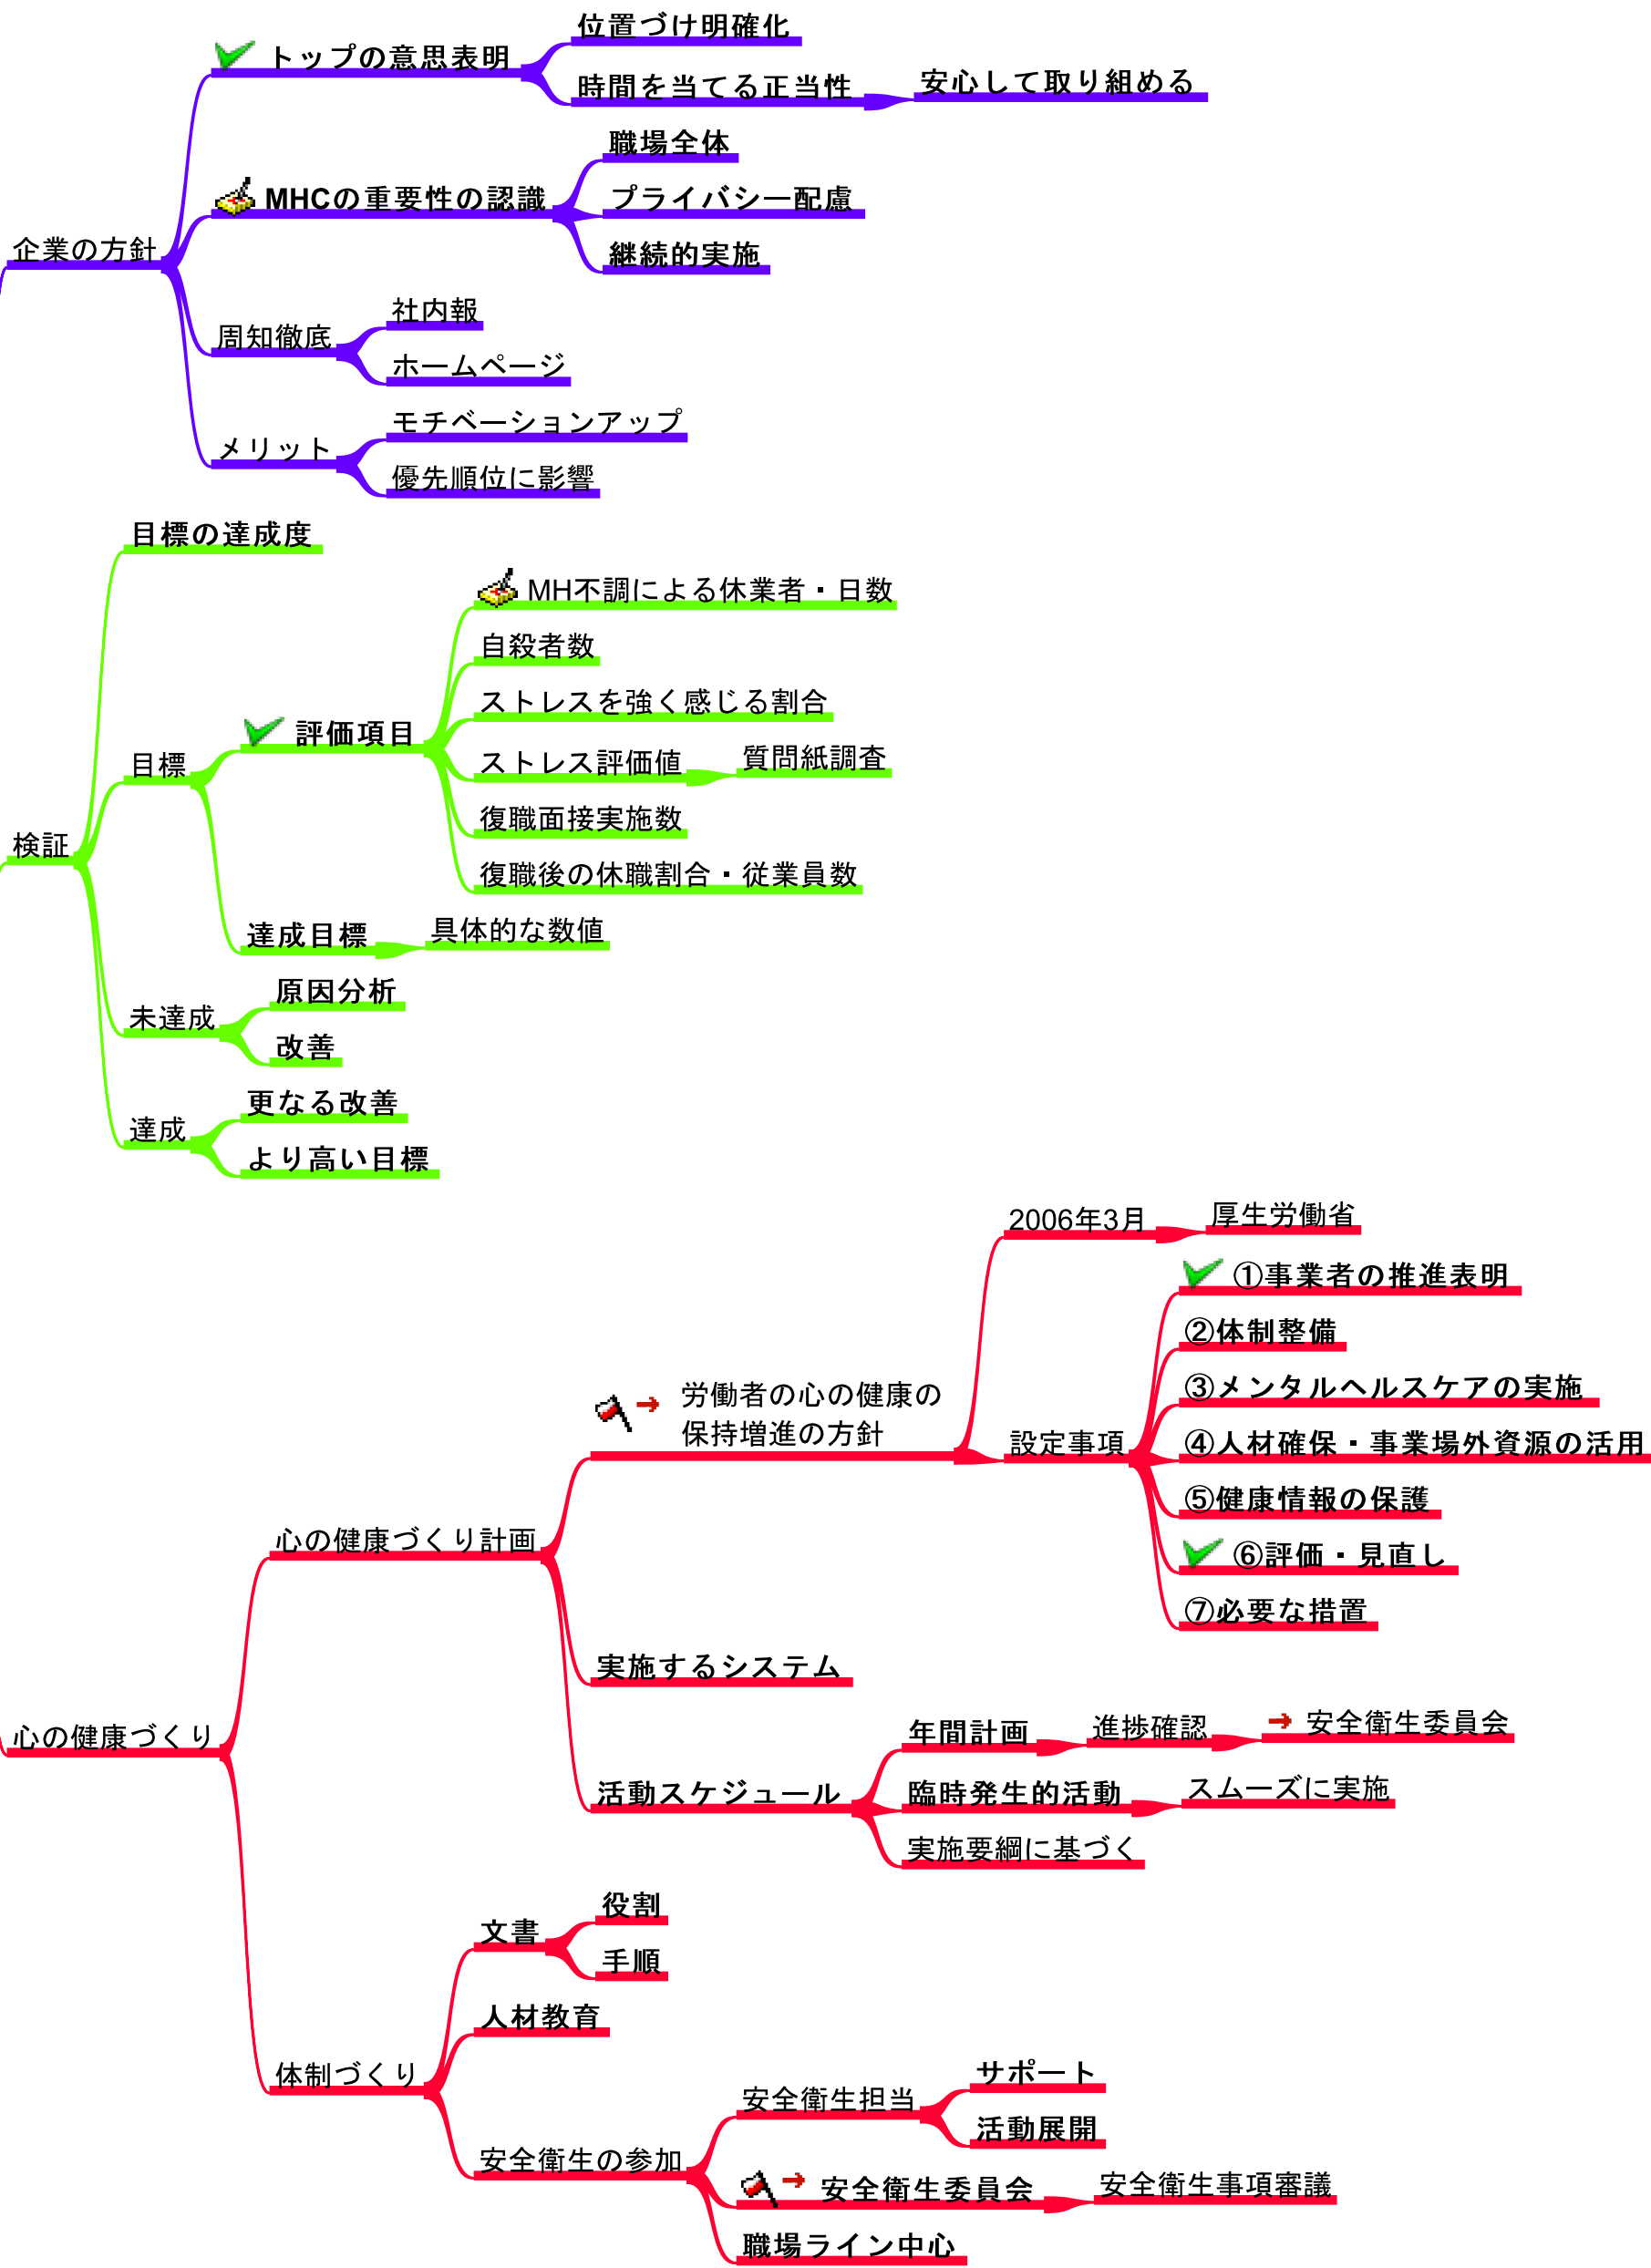 位置づけ明確化
トップの意思表明
時間を当てる正当性
安心して取り組める
職場全体
MHCの重要性の認識
プライバシー配慮
継続的実施
企業の方針
社内報
周知徹底
ホームページ
モチベーションアップ
メリット
優先順位に影響
目標の達成度
MH不調による休業者・日数
自殺者数
ストレスを強く感じる割合
評価項目
ストレス評価値
質問紙調査
目標
復職面接実施数
検証
復職後の休職割合・従業員数
達成目標
具体的な数値
原因分析
未達成
改善
更なる改善
達成
より高い目標
2006年3月
厚生労働省
①事業者の推進表明
②体制整備
労働者の心の健康の
保持増進の方針
③メンタルヘルスケアの実施
設定事項
④人材確保・事業場外資源の活用
⑤健康情報の保護
心の健康づくり計画
⑥評価・見直し
⑦必要な措置
実施するシステム
心の健康づくり
年間計画
進捗確認
安全衛生委員会
活動スケジュール
臨時発生的活動
スムーズに実施
実施要綱に基づく
役割
文書
手順
人材教育
体制づくり
サポート
安全衛生担当
活動展開
安全衛生の参加
安全衛生委員会
安全衛生事項審議
職場ライン中心